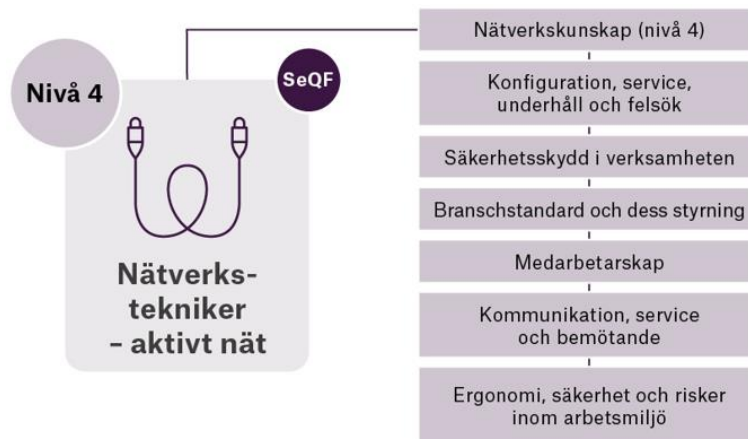 Nivå 4
SeQF
Nätverks-
tekniker
– aktivt nät
Nätverkskunskap (nivå 4)
Konfiguration, service,
underhåll och felsök
Säkerhetsskydd i verksamheten
Branschstandard och dess styrning
Medarbetarskap
Kommunikation, service
och bemötande
Ergonomi, säkerhet och risker
inom arbetsmiljö